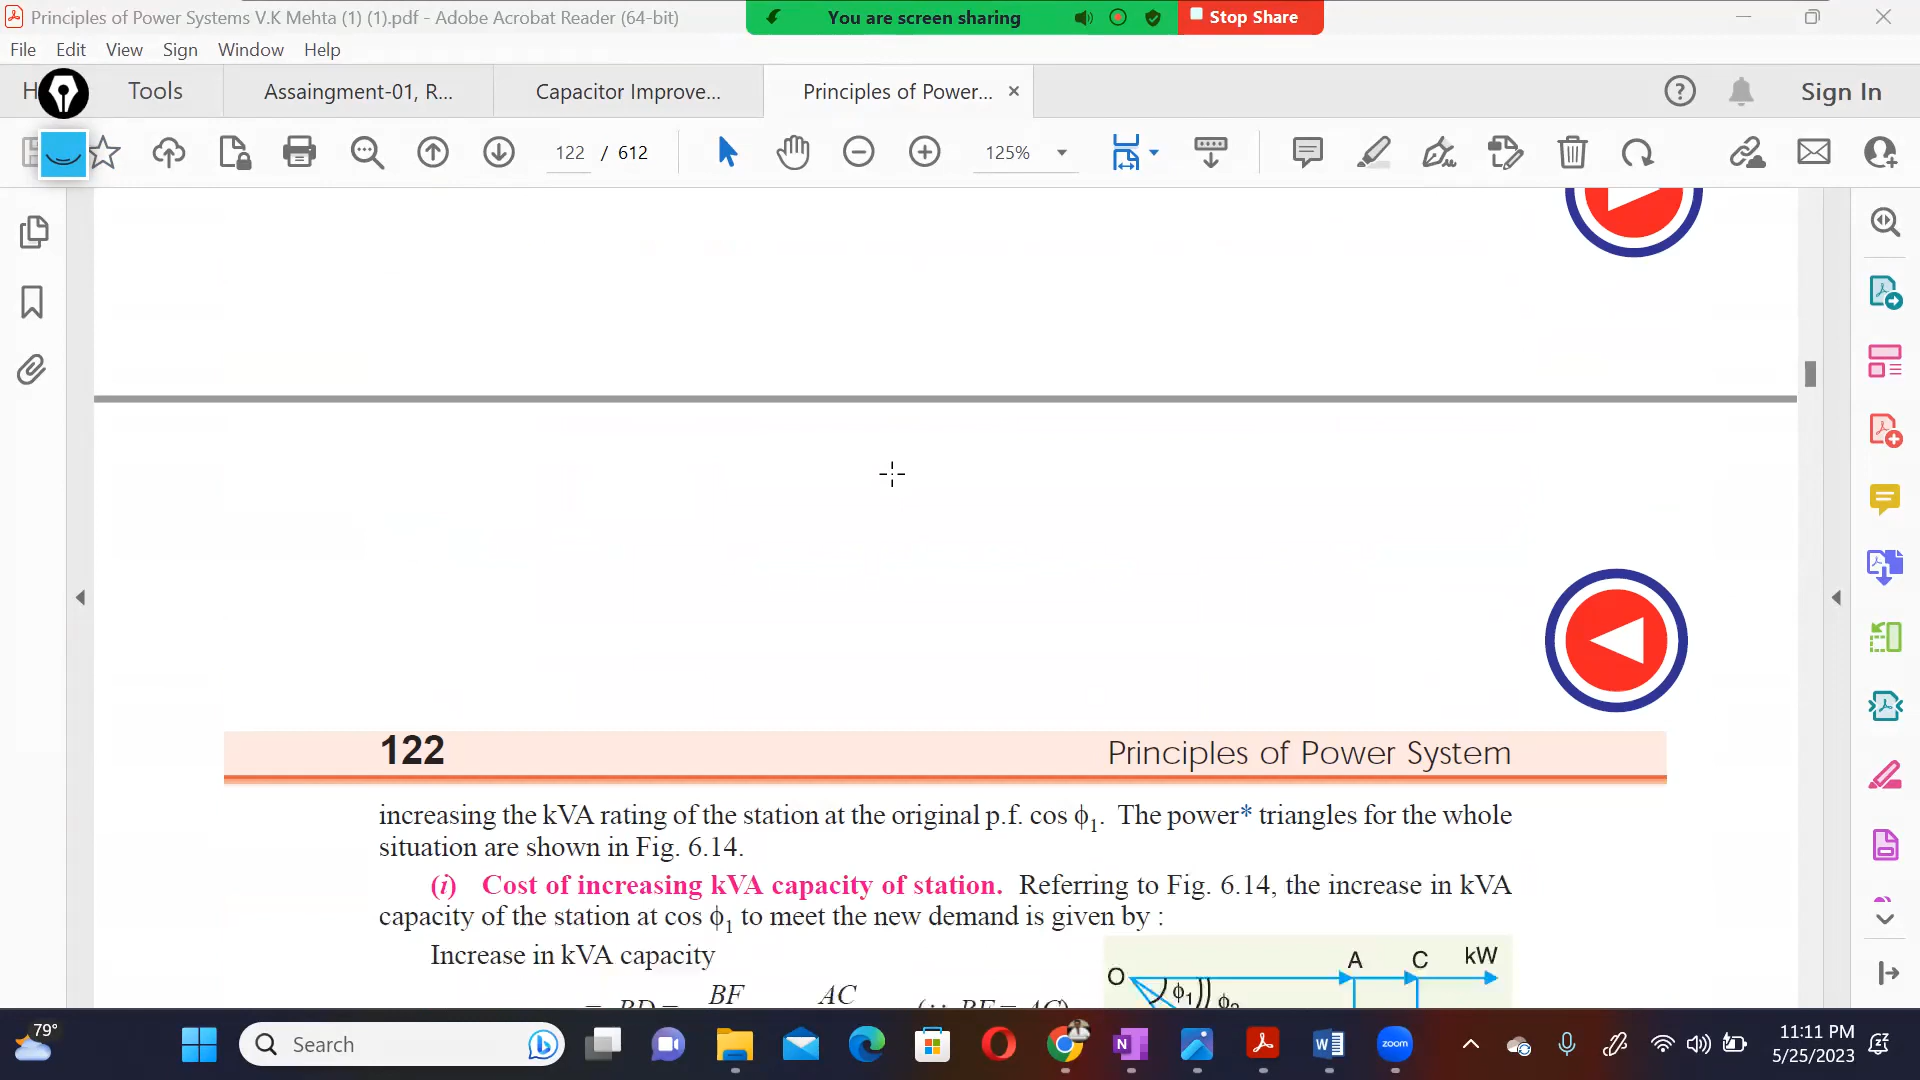 Principles of Power Systems V.K Mehta (1) (1).pdf - Adobe Acrobat Reader (64-bit)
You are screen sharing
Stop Share
File Edit View Sign Window Help
H
Tools
Assaingment-01, R...
Capacitor Improve...
Principles of Power...
Sign In
122 / 612
125%
122
Principles of Power System
increasing the kVA rating of the station at the original p.f. cos ϕ1. The power* triangles for the whole
situation are shown in Fig. 6.14.
(i) Cost of increasing kVA capacity of station. Referring to Fig. 6.14, the increase in kVA
capacity of the station at cos ϕ1 to meet the new demand is given by :
Increase in kVA capacity
BF AC
= BD = (∵ BF = AC)
O A C kW
ϕ1 ϕ2
79°
Search
zoom
11:11 PM
5/25/2023